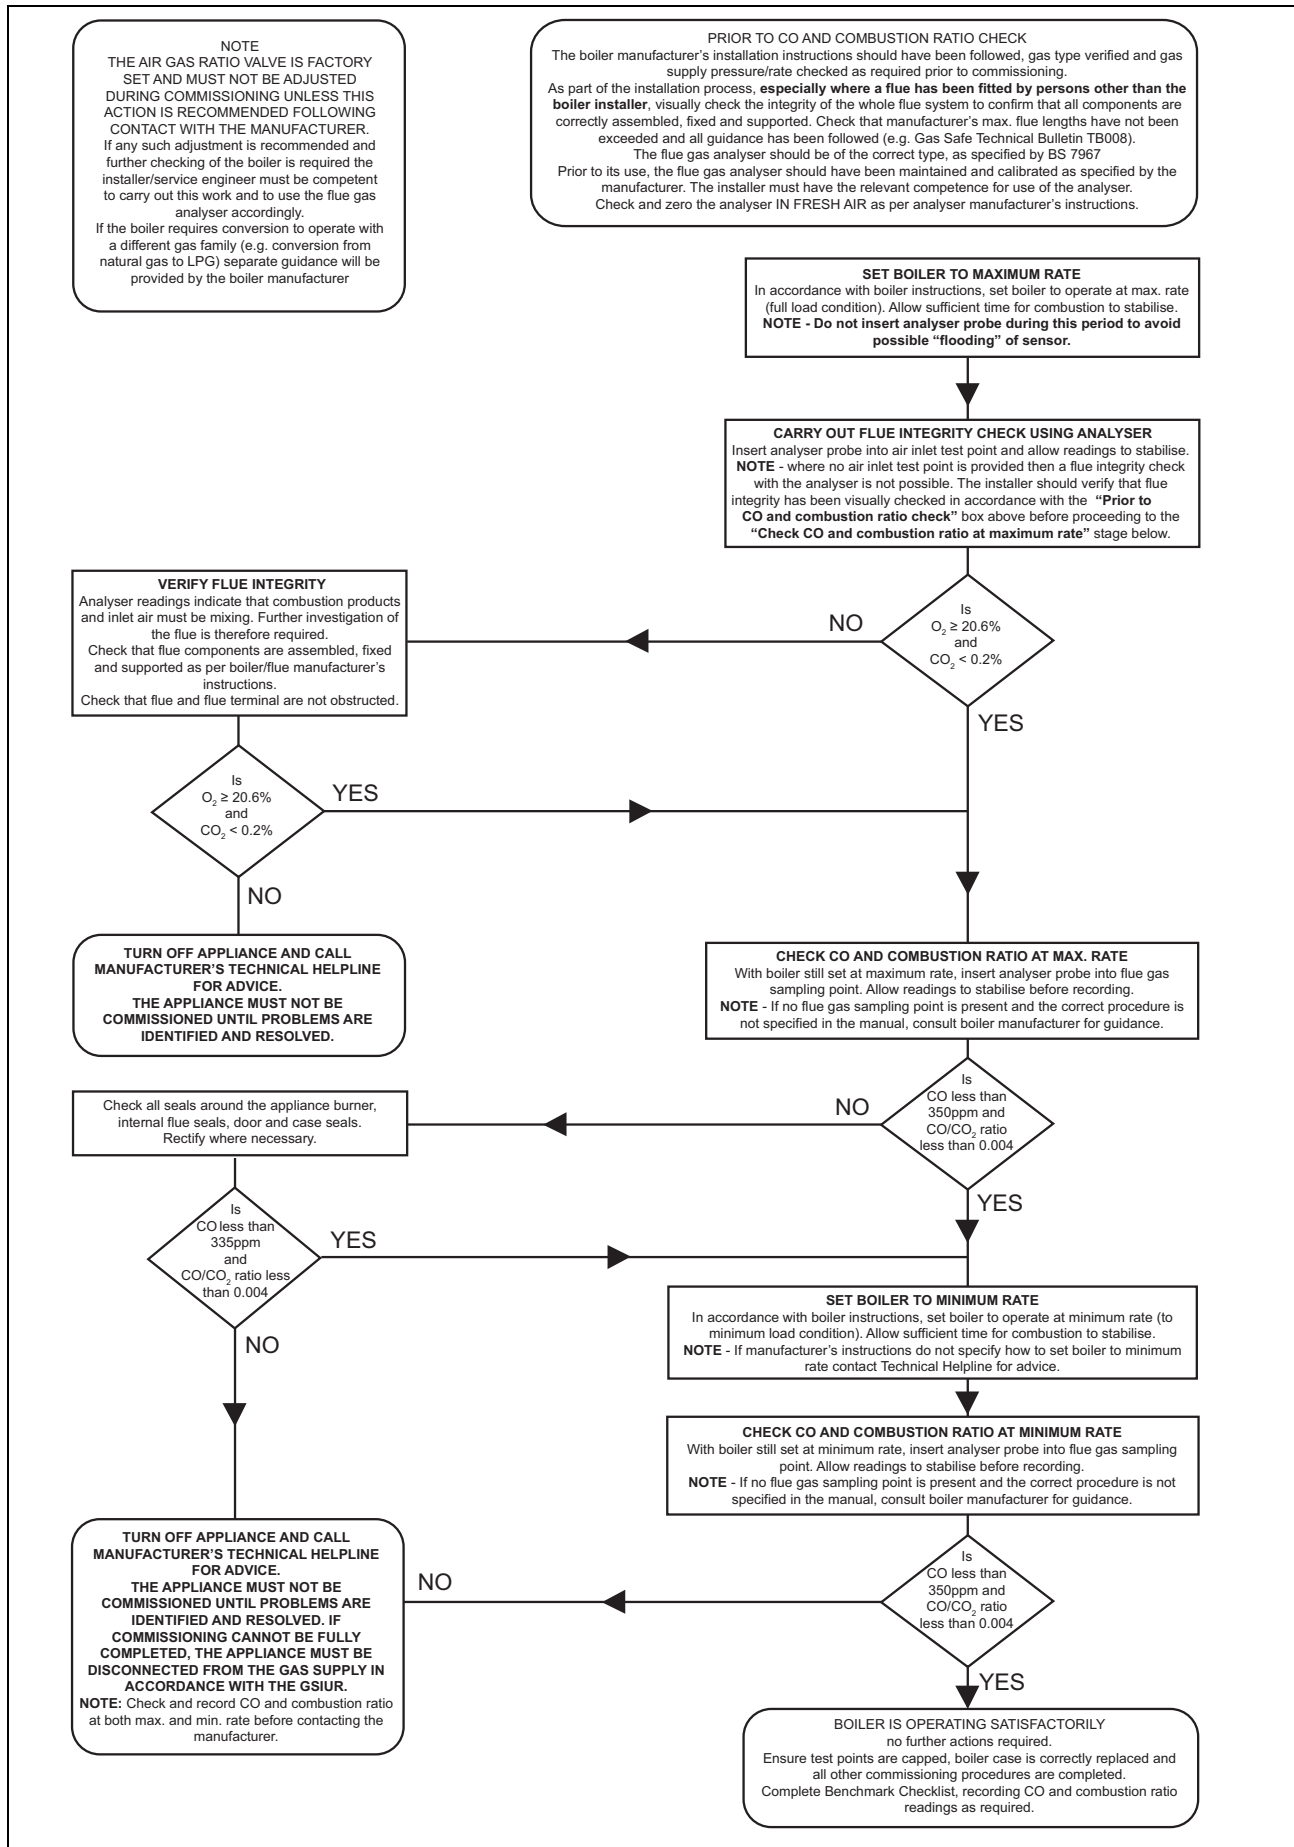 NOTE
THE AIR GAS RATIO VALVE IS FACTORY
SET AND MUST NOT BE ADJUSTED
DURING COMMISSIONING UNLESS THIS
ACTION IS RECOMMENDED FOLLOWING
CONTACT WITH THE MANUFACTURER.
If any such adjustment is recommended and
further checking of the boiler is required the
installer/service engineer must be competent
to carry out this work and to use the flue gas
analyser accordingly.
If the boiler requires conversion to operate with
a different gas family (e.g. conversion from
natural gas to LPG) separate guidance will be
provided by the boiler manufacturer
PRIOR TO CO AND COMBUSTION RATIO CHECK
The boiler manufacturer's installation instructions should have been followed, gas type verified and gas
supply pressure/rate checked as required prior to commissioning.
As part of the installation process, especially where a flue has been fitted by persons other than the
boiler installer, visually check the integrity of the whole flue system to confirm that all components are
correctly assembled, fixed and supported. Check that manufacturer's max. flue lengths have not been
exceeded and all guidance has been followed (e.g. Gas Safe Technical Bulletin TB008).
The flue gas analyser should be of the correct type, as specified by BS 7967
Prior to its use, the flue gas analyser should have been maintained and calibrated as specified by the
manufacturer. The installer must have the relevant competence for use of the analyser.
Check and zero the analyser IN FRESH AIR as per analyser manufacturer's instructions.
SET BOILER TO MAXIMUM RATE
In accordance with boiler instructions, set boiler to operate at max. rate
(full load condition). Allow sufficient time for combustion to stabilise.
NOTE - Do not insert analyser probe during this period to avoid
possible “flooding” of sensor.
CARRY OUT FLUE INTEGRITY CHECK USING ANALYSER
Insert analyser probe into air inlet test point and allow readings to stabilise.
NOTE - where no air inlet test point is provided then a flue integrity check
with the analyser is not possible. The installer should verify that flue
integrity has been visually checked in accordance with the “Prior to
CO and combustion ratio check” box above before proceeding to the
“Check CO and combustion ratio at maximum rate” stage below.
Is
O₂ ≥ 20.6%
and
CO₂ < 0.2%
NO
YES
VERIFY FLUE INTEGRITY
Analyser readings indicate that combustion products
and inlet air must be mixing. Further investigation of
the flue is therefore required.
Check that flue components are assembled, fixed
and supported as per boiler/flue manufacturer's
instructions.
Check that flue and flue terminal are not obstructed.
Is
O₂ ≥ 20.6%
and
CO₂ < 0.2%
YES
NO
TURN OFF APPLIANCE AND CALL
MANUFACTURER'S TECHNICAL HELPLINE
FOR ADVICE.
THE APPLIANCE MUST NOT BE
COMMISSIONED UNTIL PROBLEMS ARE
IDENTIFIED AND RESOLVED.
CHECK CO AND COMBUSTION RATIO AT MAX. RATE
With boiler still set at maximum rate, insert analyser probe into flue gas
sampling point. Allow readings to stabilise before recording.
NOTE - If no flue gas sampling point is present and the correct procedure is
not specified in the manual, consult boiler manufacturer for guidance.
Is
CO less than
350ppm and
CO/CO₂ ratio
less than 0.004
NO
YES
Check all seals around the appliance burner,
internal flue seals, door and case seals.
Rectify where necessary.
Is
CO less than
335ppm
and
CO/CO₂ ratio less
than 0.004
YES
NO
SET BOILER TO MINIMUM RATE
In accordance with boiler instructions, set boiler to operate at minimum rate (to
minimum load condition). Allow sufficient time for combustion to stabilise.
NOTE - If manufacturer's instructions do not specify how to set boiler to minimum
rate contact Technical Helpline for advice.
CHECK CO AND COMBUSTION RATIO AT MINIMUM RATE
With boiler still set at minimum rate, insert analyser probe into flue gas sampling
point. Allow readings to stabilise before recording.
NOTE - If no flue gas sampling point is present and the correct procedure is not
specified in the manual, consult boiler manufacturer for guidance.
Is
CO less than
350ppm and
CO/CO₂ ratio
less than 0.004
NO
YES
TURN OFF APPLIANCE AND CALL
MANUFACTURER'S TECHNICAL HELPLINE
FOR ADVICE.
THE APPLIANCE MUST NOT BE
COMMISSIONED UNTIL PROBLEMS ARE
IDENTIFIED AND RESOLVED. IF
COMMISSIONING CANNOT BE FULLY
COMPLETED, THE APPLIANCE MUST BE
DISCONNECTED FROM THE GAS SUPPLY IN
ACCORDANCE WITH THE GSIUR.
NOTE: Check and record CO and combustion ratio
at both max. and min. rate before contacting the
manufacturer.
BOILER IS OPERATING SATISFACTORILY
no further actions required.
Ensure test points are capped, boiler case is correctly replaced and
all other commissioning procedures are completed.
Complete Benchmark Checklist, recording CO and combustion ratio
readings as required.